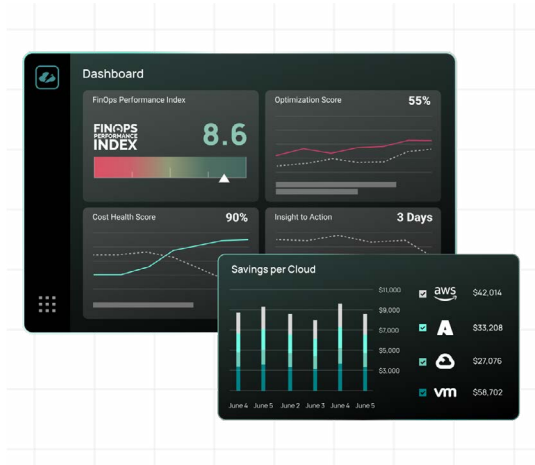 Dashboard
FinOps Performance Index
FINOPS
PERFORMANCE
INDEX
8.6
Optimization Score
55%
Cost Health Score
90%
Insight to Action
3 Days
Savings per Cloud
$11,000
$9,000
$7,000
$5,000
$3,000
June 4 June 5 June 2 June 3 June 4 June 5
aws $42,014
$33,208
$27,076
vm $58,702